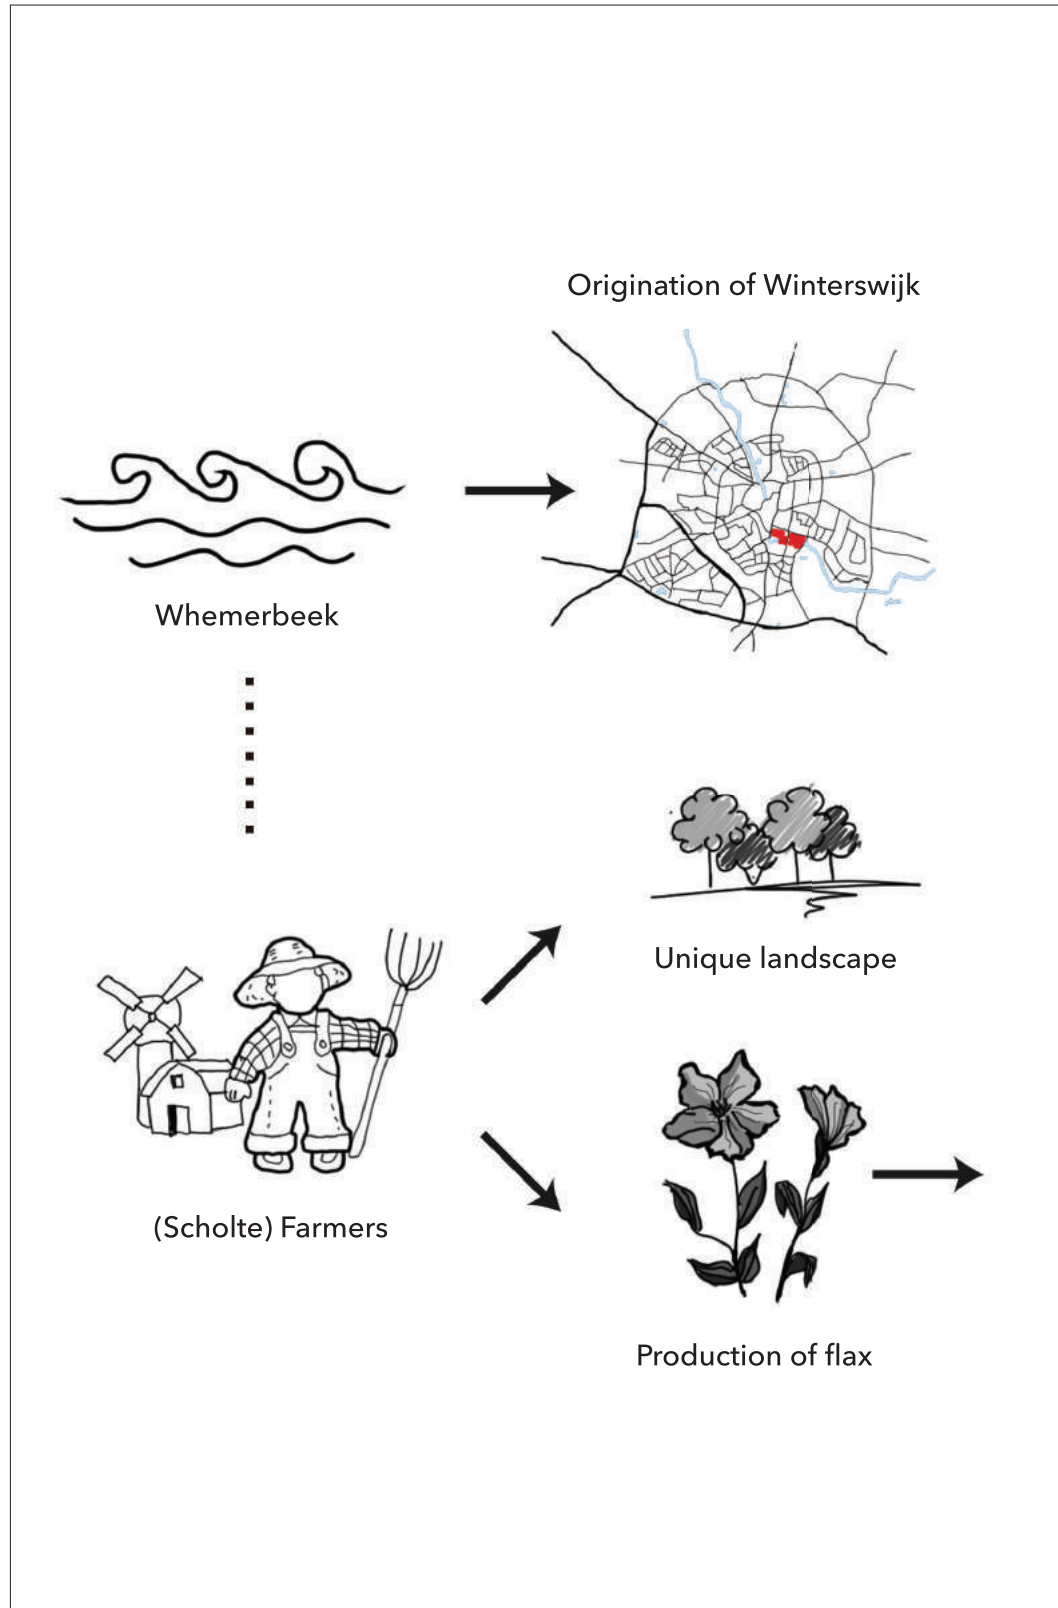 Origination of Winterswijk
Whemerbeek
Unique landscape
(Scholte) Farmers
Production of flax